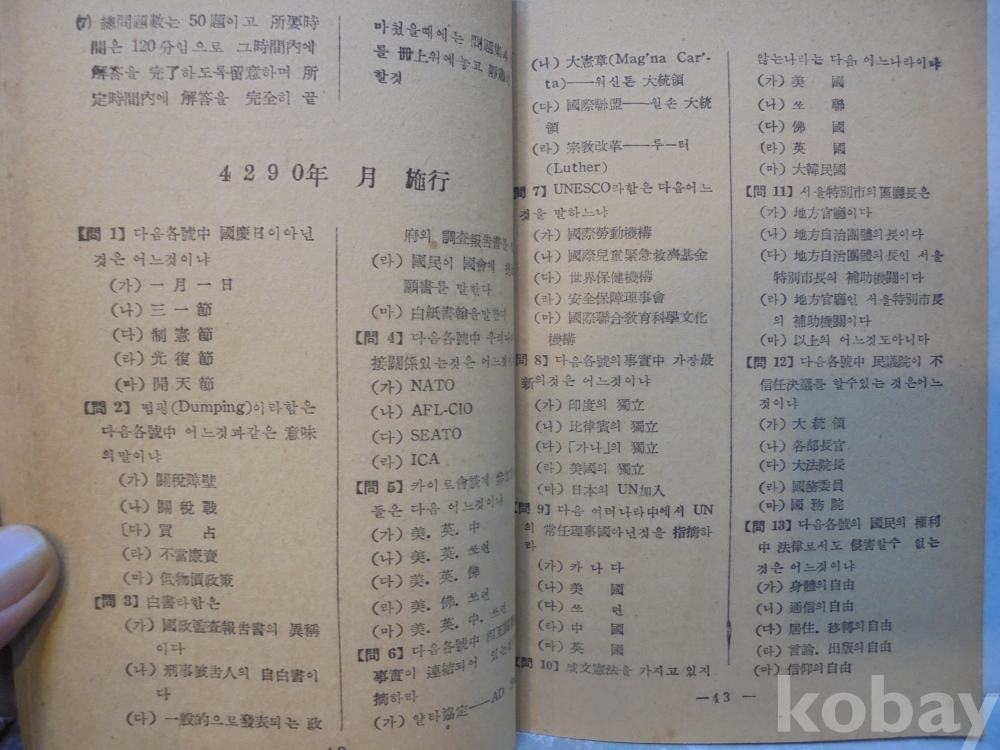 (7) 總問題數는 50題이고 所要時
間은 120分임으로 그時間內에
解答을 完了하도록留意하며 所
定時間內에 解答을 完全히 끝
마쳤을때에는 問題集
를 冊上위에놓고
할것
4290年 月 施行
【問 1】 다음各號中 國慶日이아닌
것은 어느것이냐
(가) 一月一日
(나) 三一節
(다) 制憲節
(라) 光復節
(마) 開天節
【問 2】 덤핑(Dumping)이라함은
다음各號中 어느것과같은 意味
의말이냐
(가) 關稅障壁
(나) 關稅戰
(다) 買占
(라) 不當廉賣
(마) 低物價政策
【問 3】 白書라함은
(가) 國政監査報告書의 異稱
이다
(나) 刑事被告人의 自白書이
다
(다) 一般的으로發表되는 政
府의 調査報告書를
(라) 國民이 國會에
願書를 말한다
(마) 白紙書翰을말한다
【問 4】 다음各號中
接關係있는것은 어느것이
(가) NATO
(나) AFL-CIO
(다) SEATO
(라) ICA
【問 5】 카이로會談에
들은 다음 어느것이냐
(가) 美. 英. 中
(나) 美. 英. 쏘련
(다) 美. 英. 佛
(라) 美. 佛. 쏘련
(마) 美. 英. 中. 쏘련
【問 6】 다음各號中
事實이 連結되어 있는
摘하라
(가) 얄타協定——AD
(나) 大憲章(Mag'na Car'-
ta)——워신톤 大統領
(다) 國際聯盟——윌슨 大統
領
(라) 宗敎改革——루—터
(Luther)
【問 7】 UNESCO라함은 다음어느
것을 말하느냐
(가) 國際勞動機構
(나) 國際兒童緊急救濟基金
(다) 世界保健機構
(라) 安全保障理事會
(마) 國際聯合敎育科學文化
機構
【問 8】 다음各號의事實中 가장最
新의것은 어느것이냐
(가) 印度의 獨立
(나) 比律賓의 獨立
(다) 「가나」의 獨立
(라) 美國의 獨立
(마) 日本의 UN加入
【問 9】 다음 여러나라中에서 UN
의 常任理事國아닌것을 指摘하
라
(가) 카나다
(나) 美國
(다) 쏘련
(라) 中國
(마) 英國
【問 10】 成文憲法을 가지고있지
않는나라는 다음 어느나라이냐
(가) 美國
(나) 쏘聯
(다) 佛國
(라) 英國
(마) 大韓民國
【問 11】 서울特別市의區廳長은
(가) 地方官廳이다
(나) 地方自治團體의長이다
(다) 地方自治團體의長인 서울
特別市長의 補助機關이다
(라) 地方官廳인 서울特別市長
의 補助機關이다
(마) 以上의 어느것도아니다
【問 12】 다음各號中 民議院이 不
信任決議를 할수있는 것은어느
것이냐
(가) 大統領
(나) 各部長官
(다) 大法院長
(라) 國務委員
(마) 國務院
【問 13】 다음各號의 國民의 權利
中 法律로서도 侵害할수 없는
것은 어느것이냐
(가) 身體의自由
(나) 通信의自由
(다) 居住. 移轉의自由
(라) 言論. 出版의自由
(마) 信仰의自由
—43—
kobay